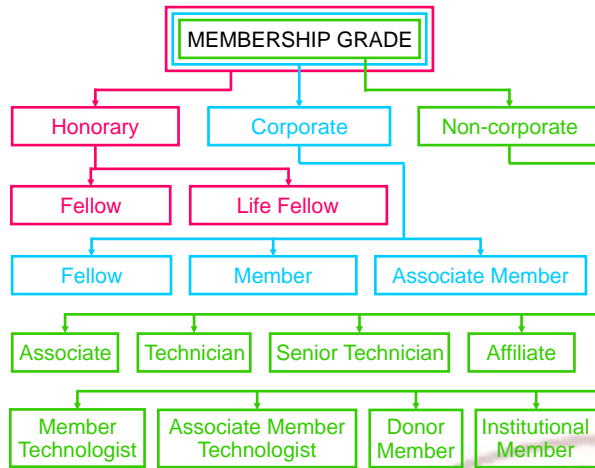 MEMBERSHIP GRADE
Honorary
Corporate
Non-corporate
Fellow
Life Fellow
Fellow
Member
Associate Member
Associate
Technician
Senior Technician
Affiliate
Member
Technologist
Associate Member
Technologist
Donor
Member
Institutional
Member